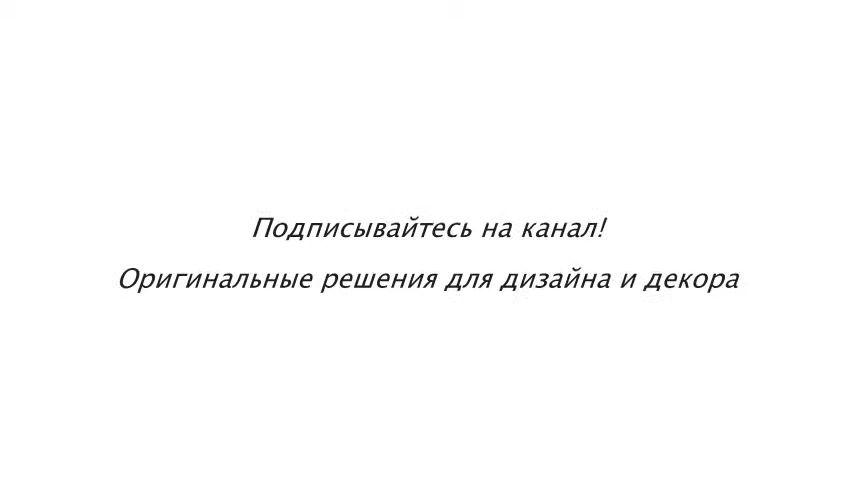 Подписывайтесь на канал!
Оригинальные решения для дизайна и декора